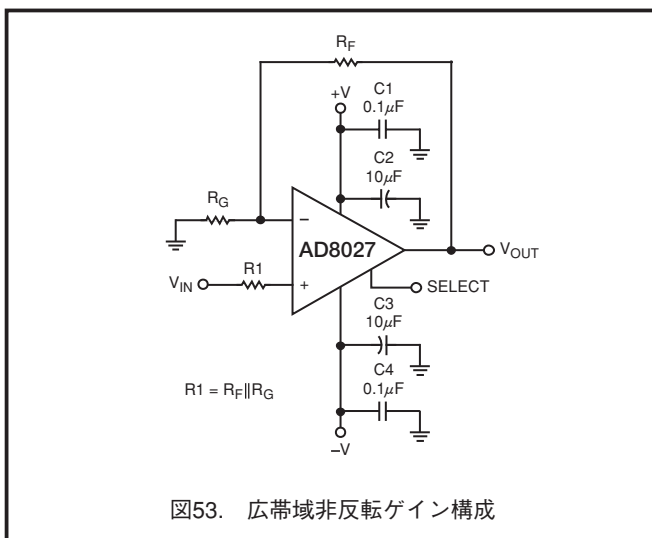 RF
+V
C1
0.1µF
C2
10µF
RG
−
AD8027
VOUT
VIN
R1
+
SELECT
C3
10µF
R1 = RF||RG
C4
0.1µF
–V
図53. 広帯域非反転ゲイン構成